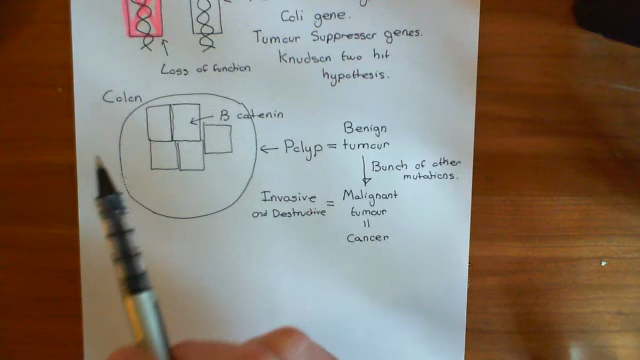 Coli gene.
Tumour Suppressor genes.
Knudson two hit
hypothesis.
Loss of function
Colon
B catenin
Polyp =
Benign
tumour
Bunch of other
mutations.
Invasive
and Destructive
=
Malignant
tumour
=
Cancer